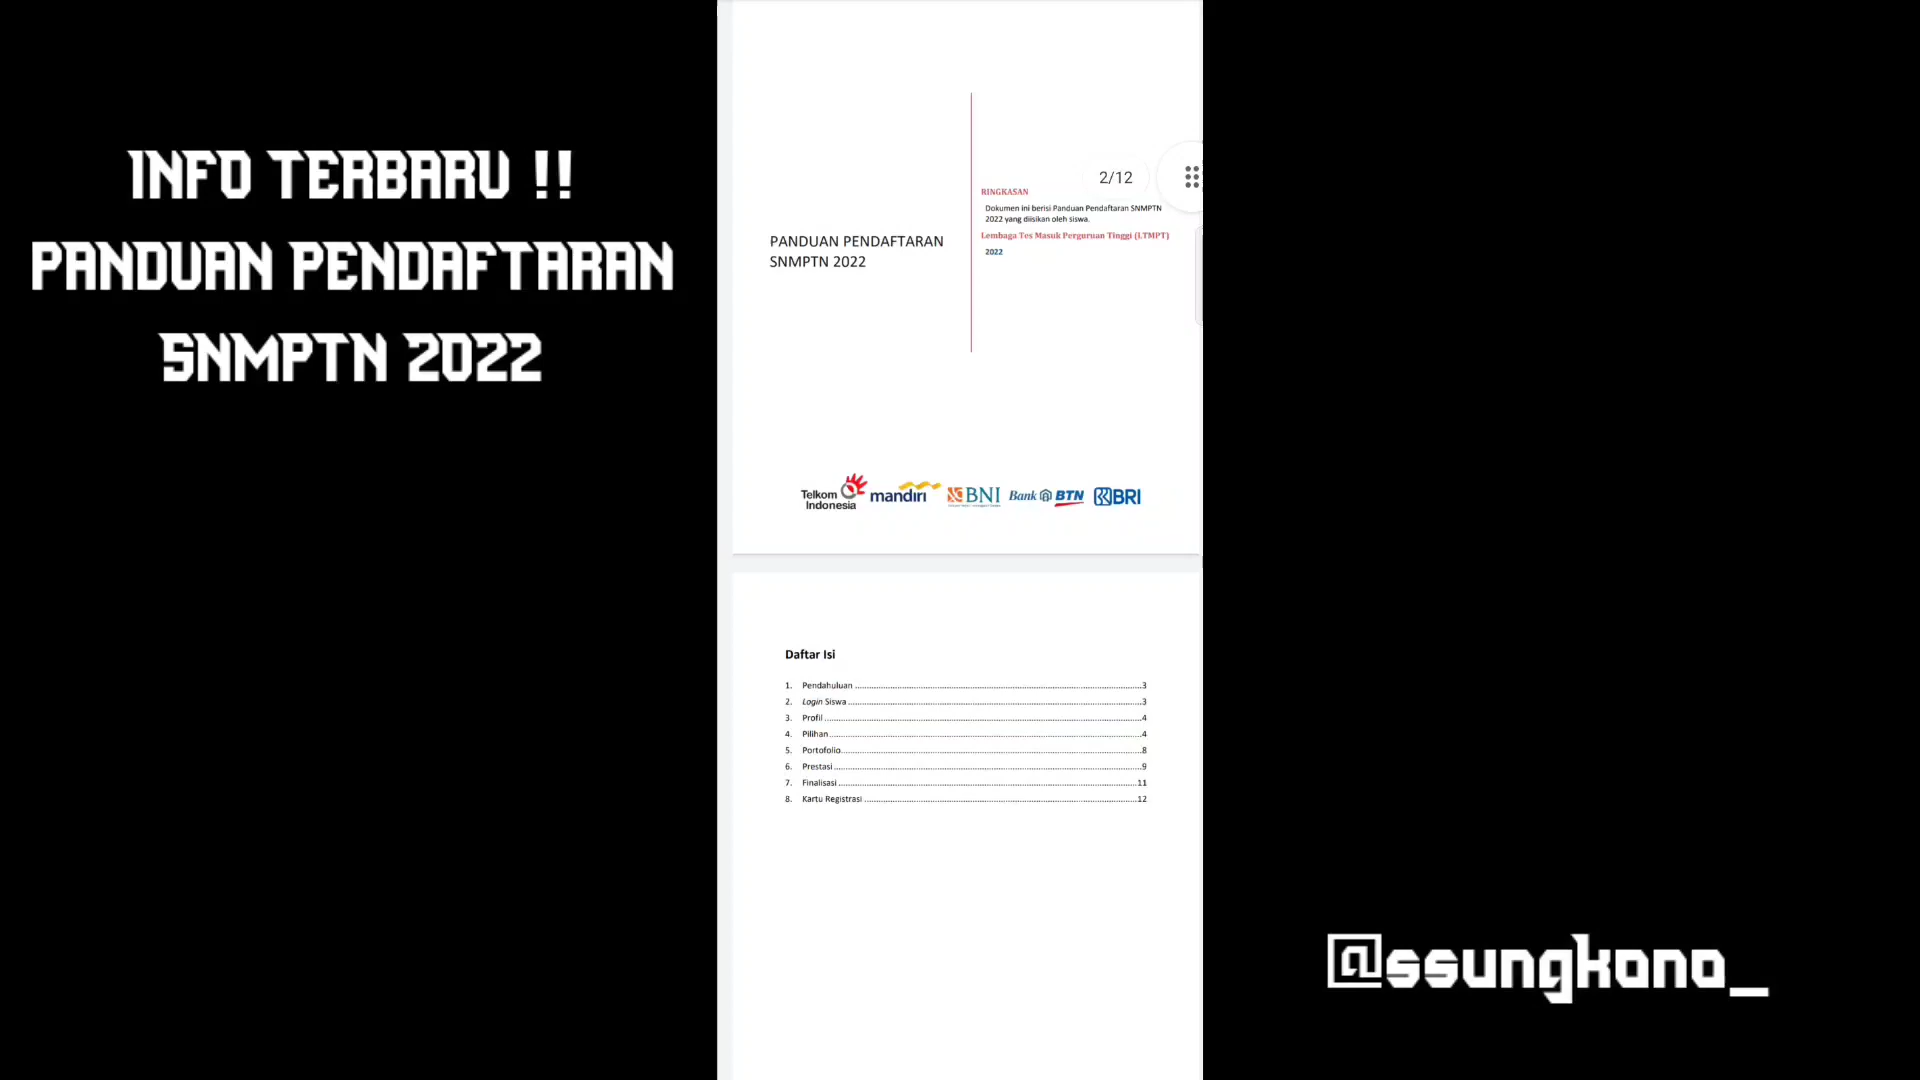 INFO TERBARU !!
PANDUAN PENDAFTARAN
SNMPTN 2022
2/12
RINGKASAN
Dokumen ini berisi Panduan Pendaftaran SNMPTN
2022 yang diisikan oleh siswa.
Lembaga Tes Masuk Perguruan Tinggi (LTMPT)
2022
PANDUAN PENDAFTARAN
SNMPTN 2022
Telkom
Indonesia
mandiri
BNI
Bank BTN
BRI
Daftar Isi
1. Pendahuluan ........ 3
2. Login Siswa ........ 3
3. Profil ........ 4
4. Pilihan ........ 4
5. Portofolio ........ 8
6. Prestasi ........ 9
7. Finalisasi ........ 11
8. Kartu Registrasi ........ 12
@ssungkono_